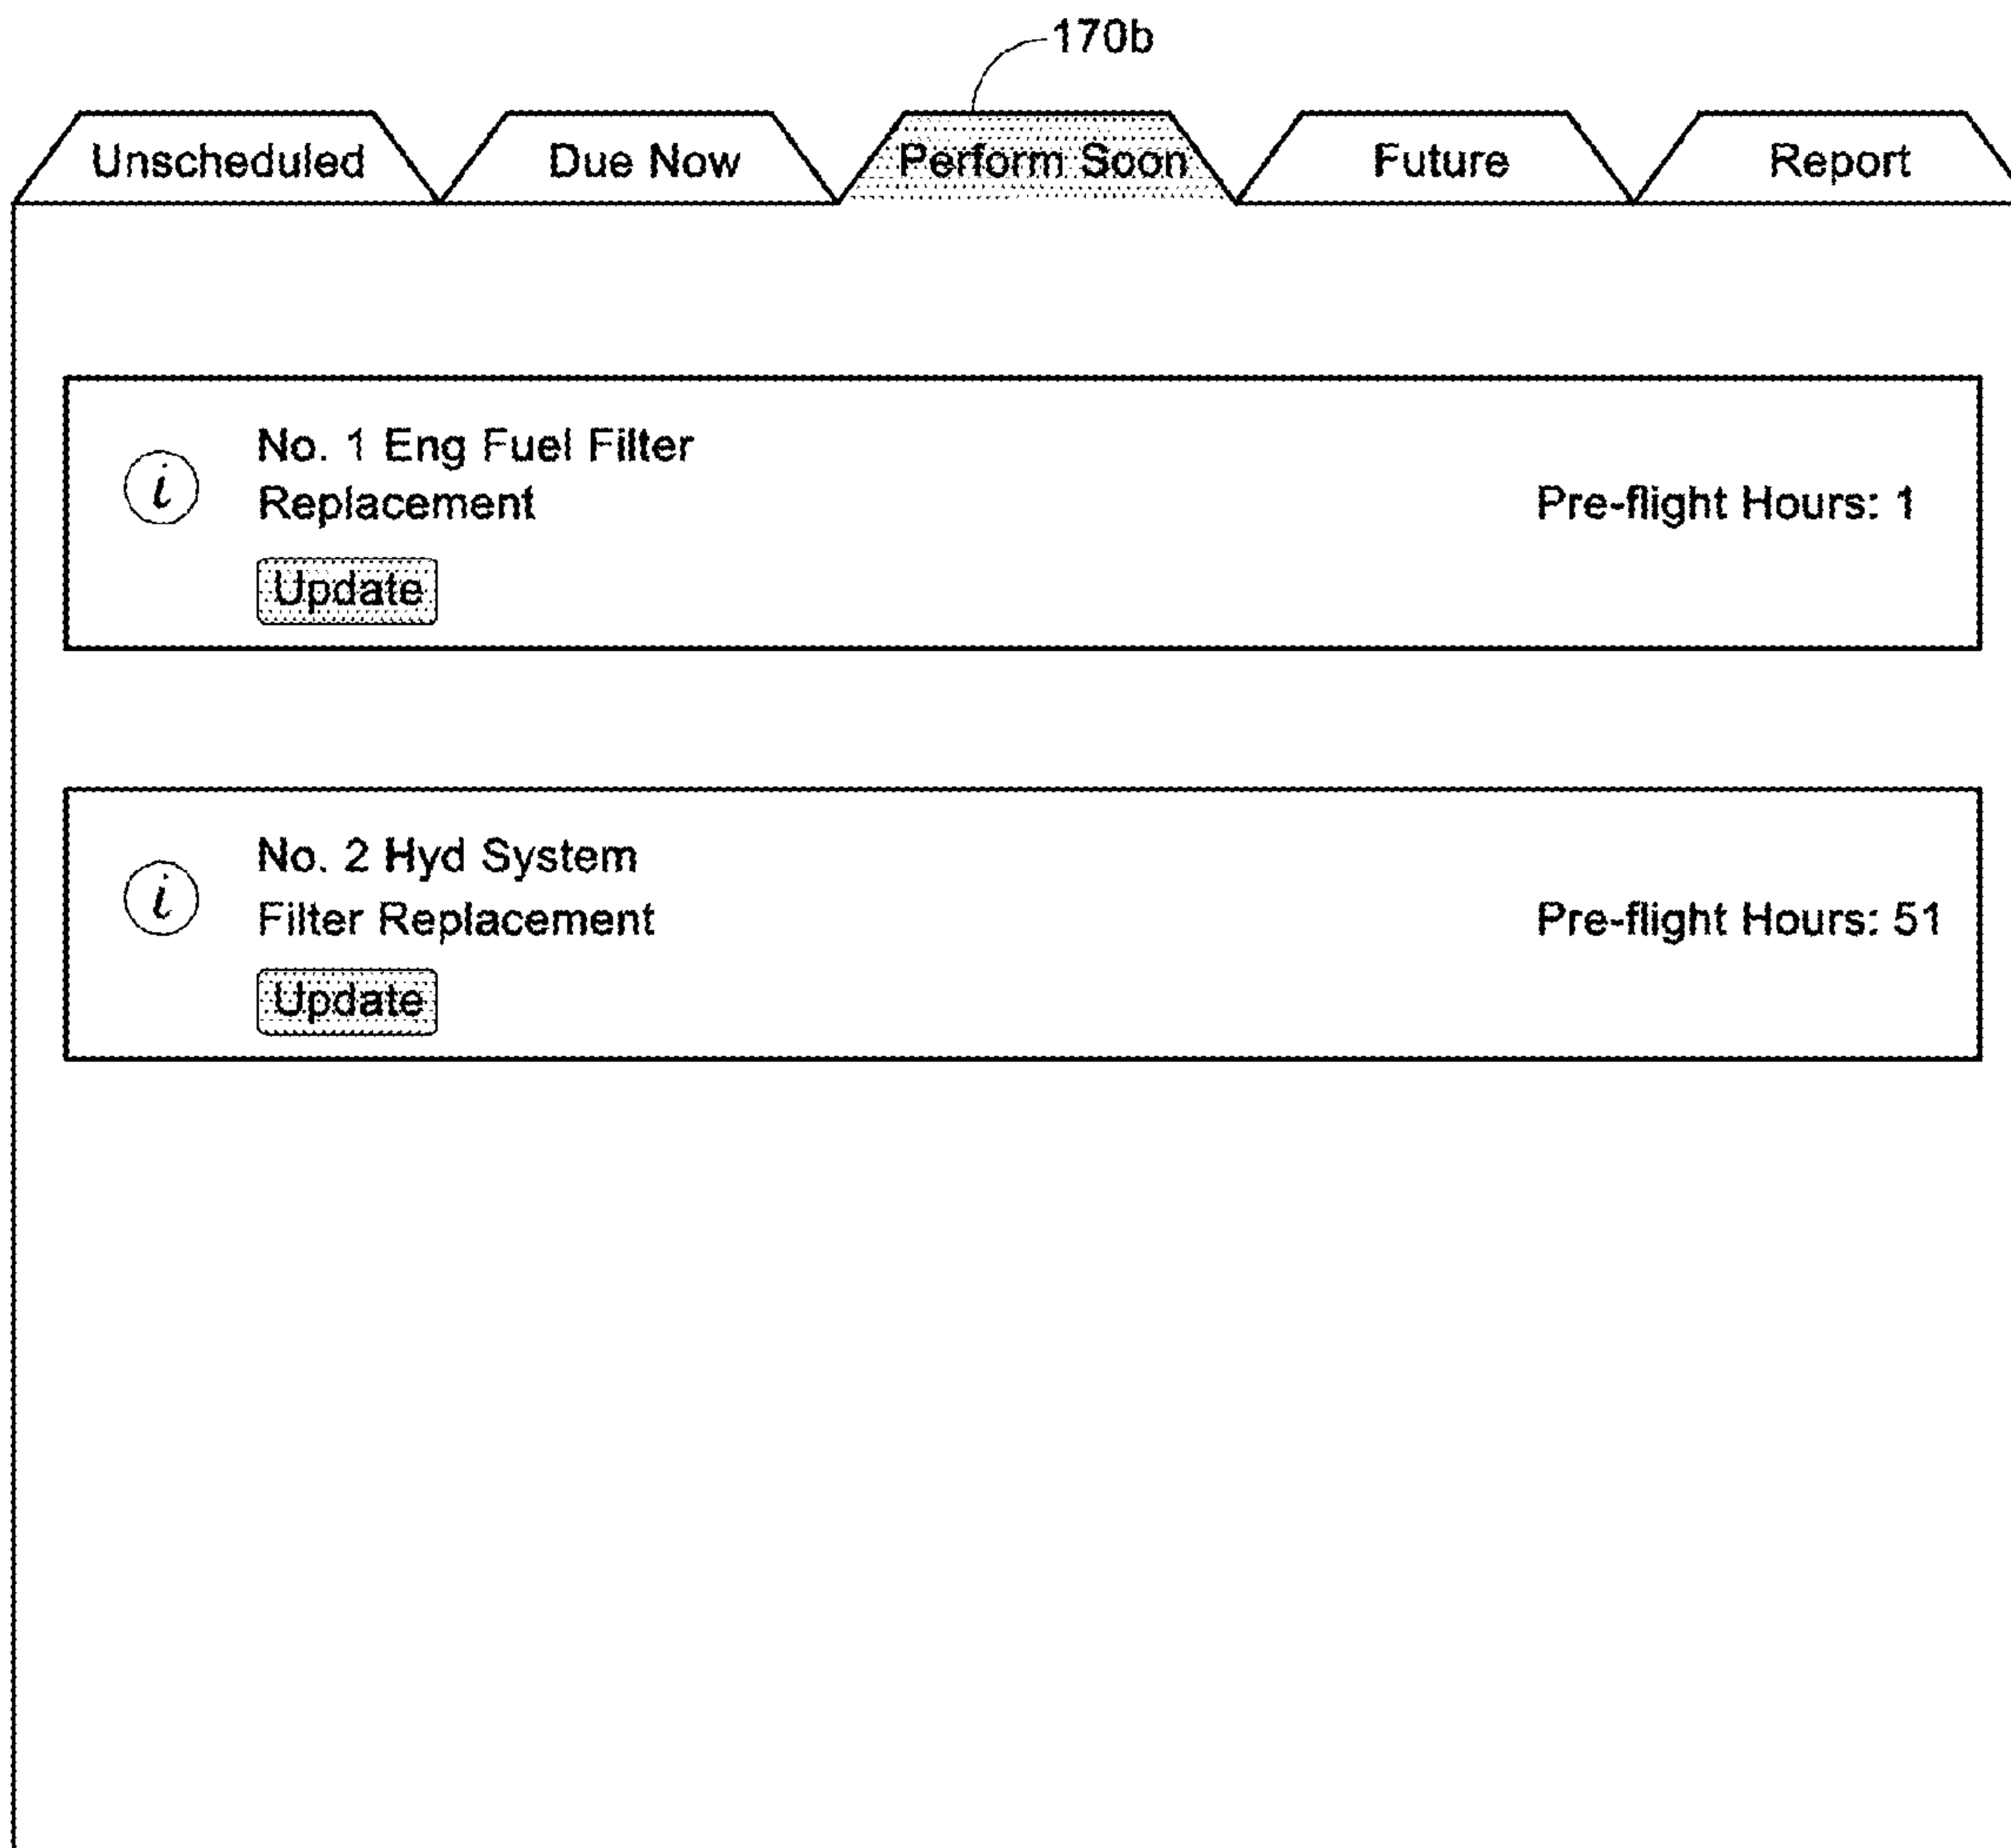 170b
Unscheduled Due Now Perform Soon Future Report
i No. 1 Eng Fuel Filter
Replacement Pre-flight Hours: 1
Update
i No. 2 Hyd System
Filter Replacement Pre-flight Hours: 51
Update